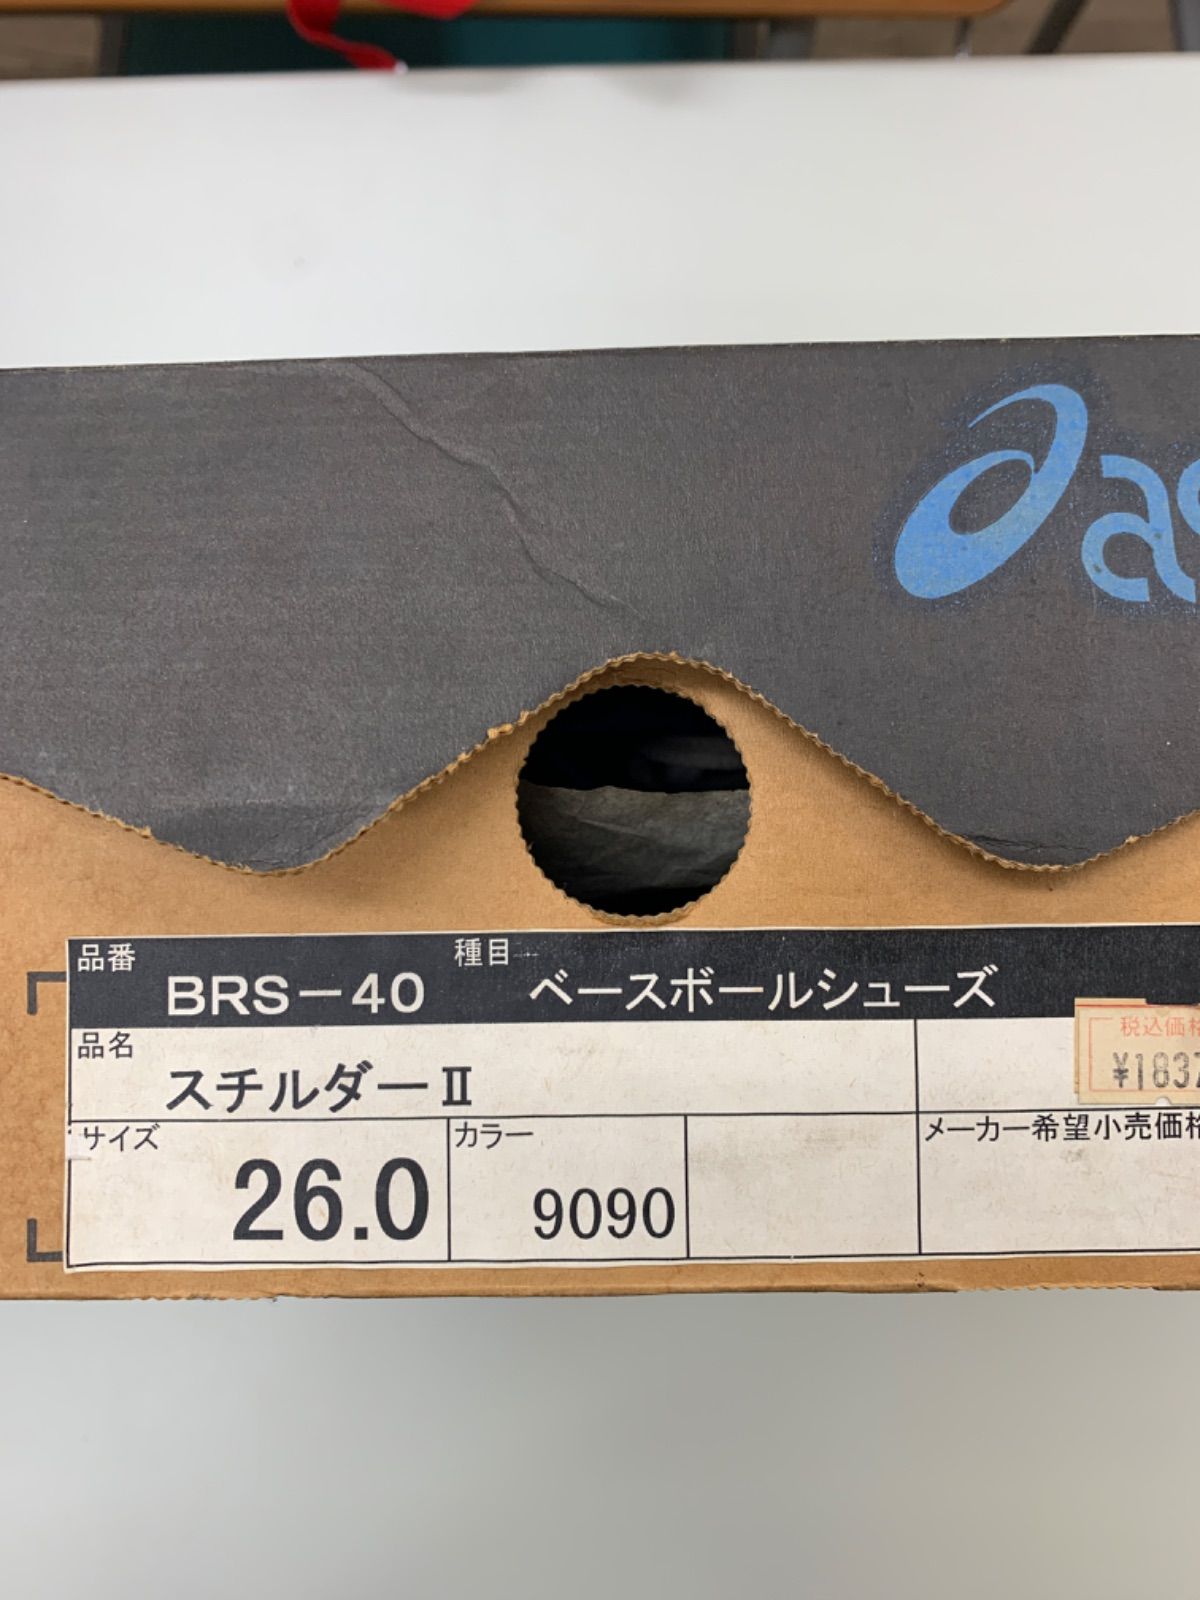 as
品番 種目
BRS-40 ベースボールシューズ
品名
スチルダーII
税込価格
¥1837
サイズ カラー メーカー希望小売価格
26.0 9090